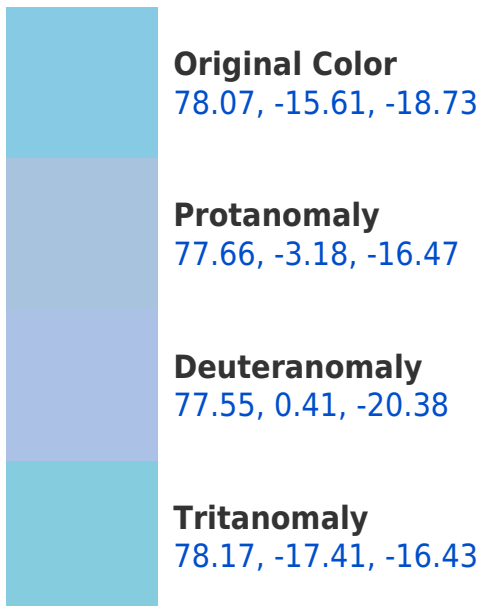 Original Color
78.07, -15.61, -18.73
Protanomaly
77.66, -3.18, -16.47
Deuteranomaly
77.55, 0.41, -20.38
Tritanomaly
78.17, -17.41, -16.43